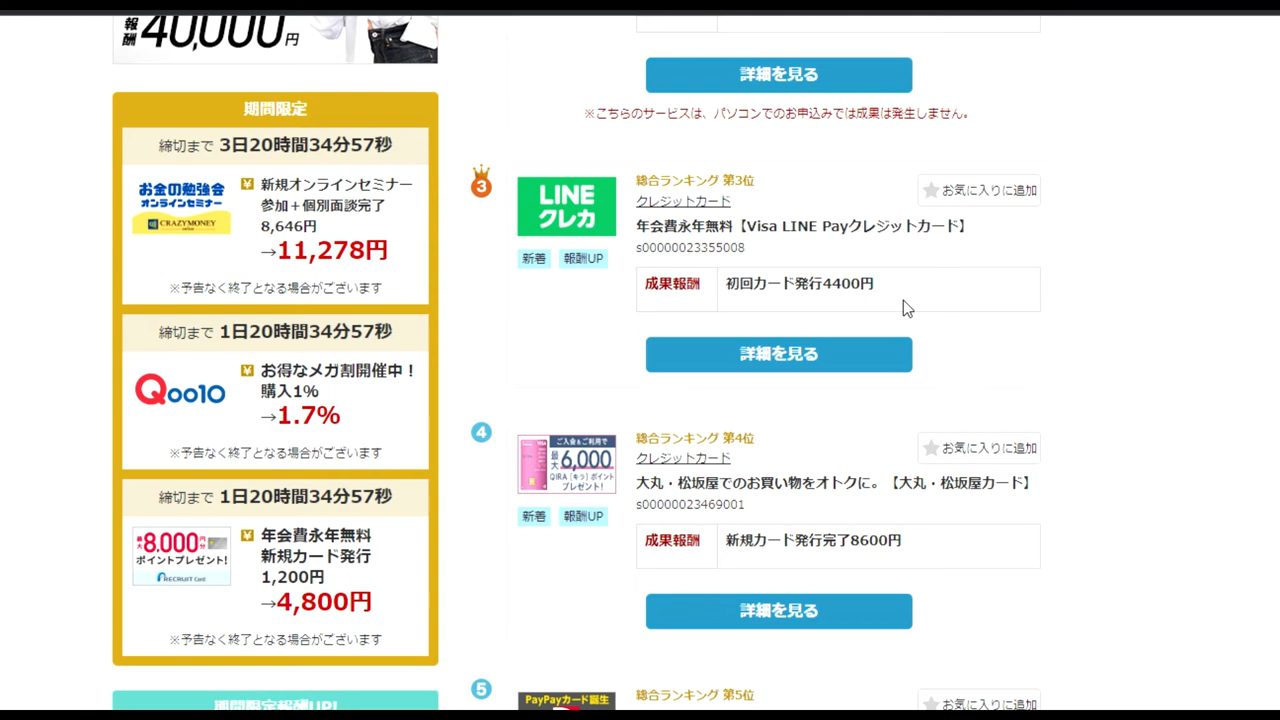 報酬
40,000円
期間限定
締切まで 3日20時間34分57秒
お金の勉強会
オンラインセミナー
CRAZYMONEY
online
新規オンラインセミナー
参加＋個別面談完了
8,646円
→11,278円
※予告なく終了となる場合がございます
締切まで 1日20時間34分57秒
Qoo10
お得なメガ割開催中！
購入1%
→1.7%
※予告なく終了となる場合がございます
締切まで 1日20時間34分57秒
最大8,000円分
ポイントプレゼント!
RECRUIT Card
年会費永年無料
新規カード発行
1,200円
→4,800円
※予告なく終了となる場合がございます
期間限定報酬UP!
詳細を見る
※こちらのサービスは、パソコンでのお申込みでは成果は発生しません。
3
LINE
クレカ
新着 報酬UP
総合ランキング 第3位
お気に入りに追加
クレジットカード
年会費永年無料【Visa LINE Payクレジットカード】
s00000023355008
成果報酬 初回カード発行4400円
詳細を見る
4
ご入会&ご利用で
最大6,000
QIRA［キラ］ポイント
プレゼント!
新着 報酬UP
総合ランキング 第4位
お気に入りに追加
クレジットカード
大丸・松坂屋でのお買い物をオトクに。【大丸・松坂屋カード】
s00000023469001
成果報酬 新規カード発行完了8600円
詳細を見る
5
PayPayカード誕生
総合ランキング 第5位
お気に入りに追加